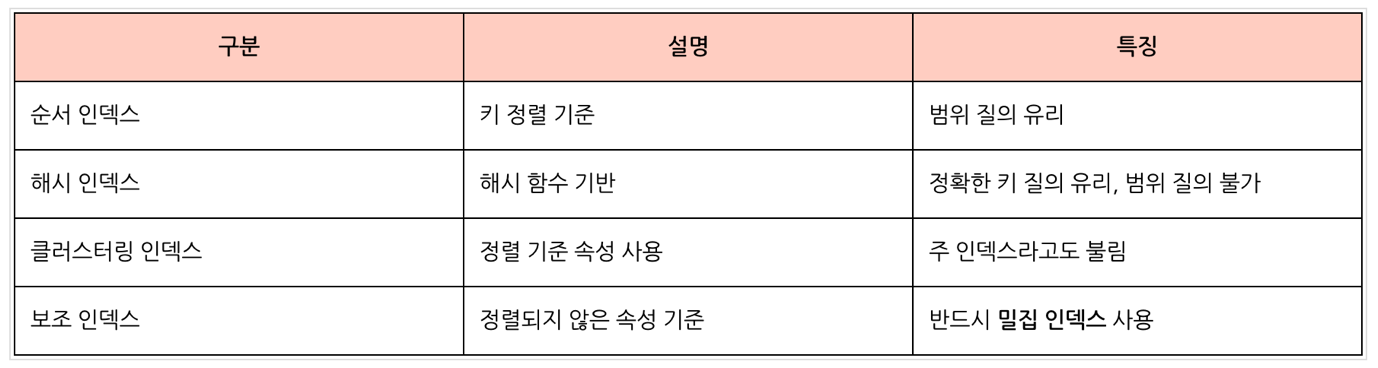 구분 설명 특징
순서 인덱스 키 정렬 기준 범위 질의 유리
해시 인덱스 해시 함수 기반 정확한 키 질의 유리, 범위 질의 불가
클러스터링 인덱스 정렬 기준 속성 사용 주 인덱스라고도 불림
보조 인덱스 정렬되지 않은 속성 기준 반드시 밀집 인덱스 사용